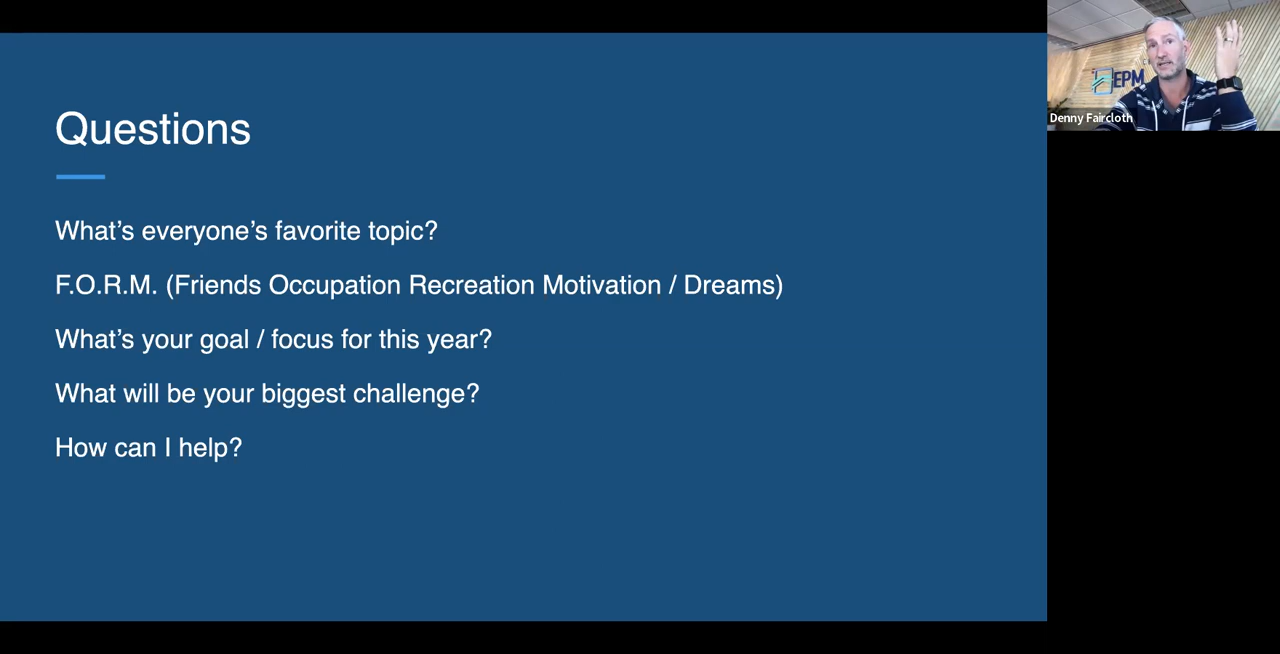 Questions
What’s everyone’s favorite topic?
F.O.R.M. (Friends Occupation Recreation Motivation / Dreams)
What’s your goal / focus for this year?
What will be your biggest challenge?
How can I help?
EPM
Denny Faircloth